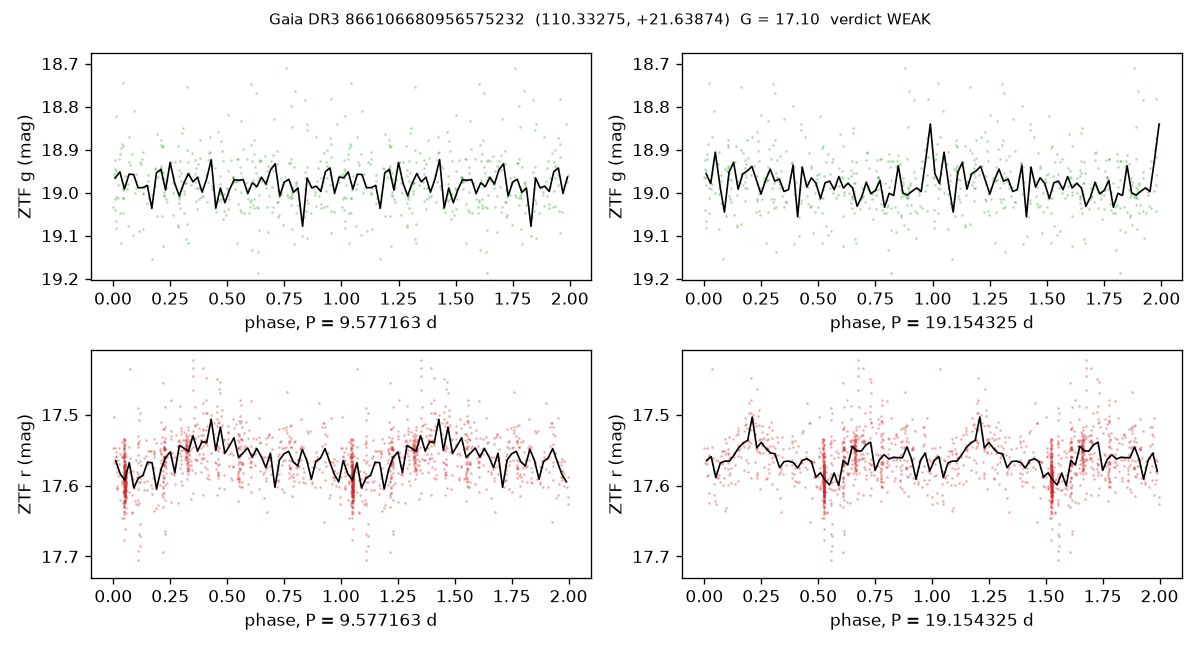 Gaia DR3 866106680956575232  (110.33275, +21.63874)  G = 17.10  verdict WEAK
ZTF g (mag)
18.7
18.8
18.9
19.0
19.1
19.2
0.00 0.25 0.50 0.75 1.00 1.25 1.50 1.75 2.00
phase, P = 9.577163 d
ZTF g (mag)
18.7
18.8
18.9
19.0
19.1
19.2
0.00 0.25 0.50 0.75 1.00 1.25 1.50 1.75 2.00
phase, P = 19.154325 d
ZTF r (mag)
17.5
17.6
17.7
0.00 0.25 0.50 0.75 1.00 1.25 1.50 1.75 2.00
phase, P = 9.577163 d
ZTF r (mag)
17.5
17.6
17.7
0.00 0.25 0.50 0.75 1.00 1.25 1.50 1.75 2.00
phase, P = 19.154325 d